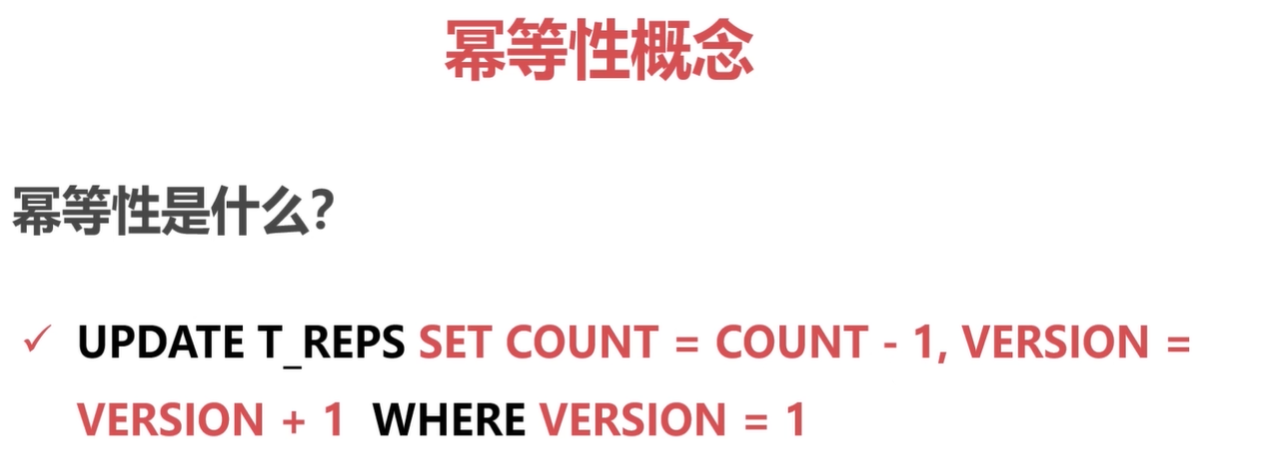 幂等性概念
幂等性是什么?
✓ UPDATE T_REPS SET COUNT = COUNT - 1, VERSION =
VERSION + 1 WHERE VERSION = 1